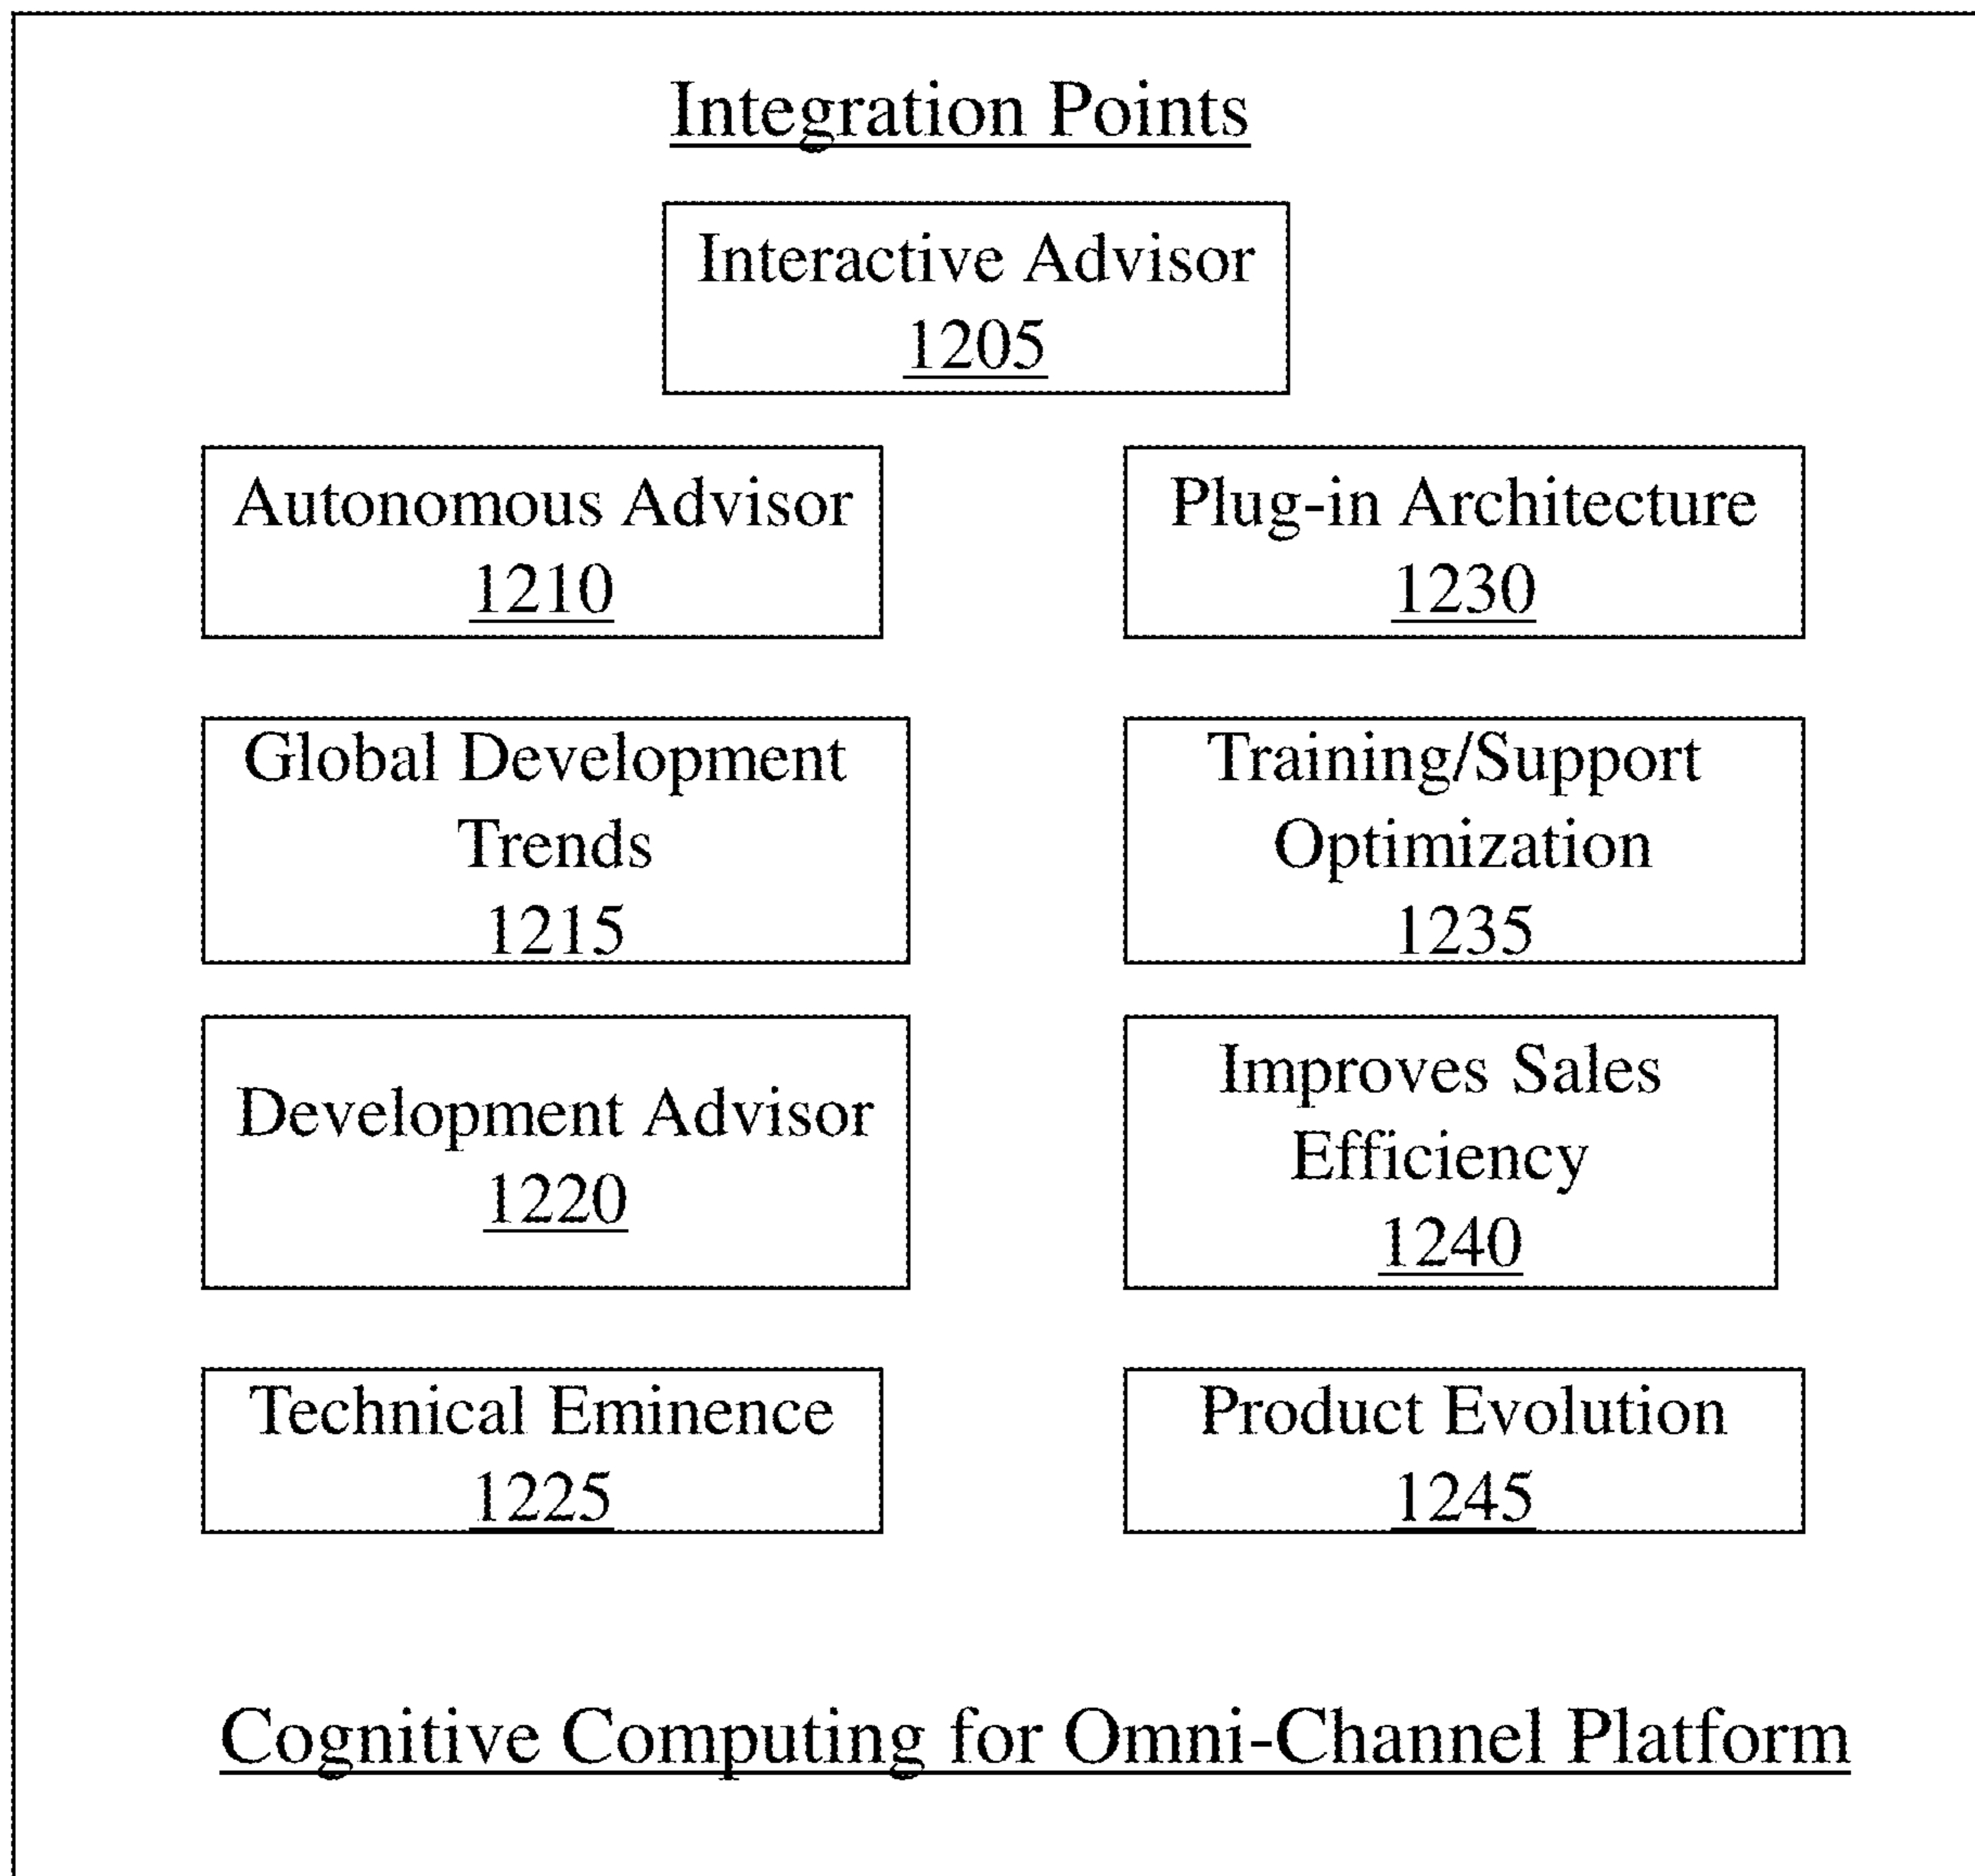 Integration Points
Interactive Advisor
1205
Autonomous Advisor
1210
Plug-in Architecture
1230
Global Development
Trends
1215
Training/Support
Optimization
1235
Development Advisor
1220
Improves Sales
Efficiency
1240
Technical Eminence
1225
Product Evolution
1245
Cognitive Computing for Omni-Channel Platform